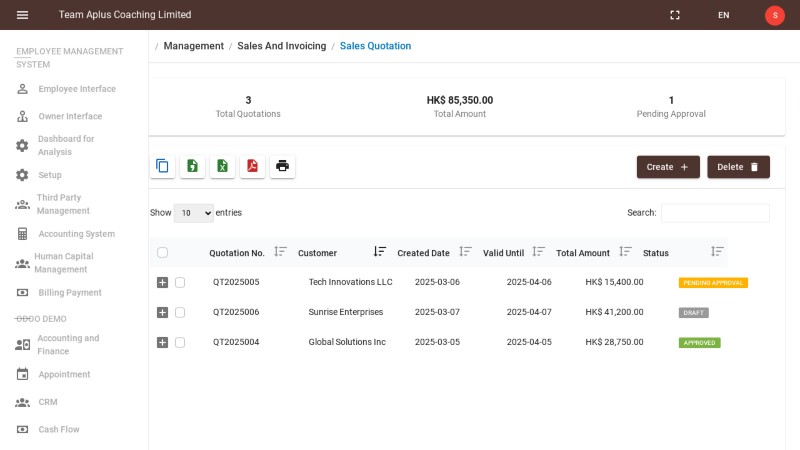 Team Aplus Coaching Limited
EN
S
EMPLOYEE MANAGEMENT
SYSTEM
Employee Interface
Owner Interface
Dashboard for
Analysis
Setup
Third Party
Management
Accounting System
Human Capital
Management
Billing Payment
ODOO DEMO
Accounting and
Finance
Appointment
CRM
Cash Flow
/ Management / Sales And Invoicing / Sales Quotation
3
Total Quotations
HK$ 85,350.00
Total Amount
1
Pending Approval
Create +
Delete
Show 10 entries
Search:
Quotation No. Customer Created Date Valid Until Total Amount Status
QT2025005 Tech Innovations LLC 2025-03-06 2025-04-06 HK$ 15,400.00 PENDING APPROVAL
QT2025006 Sunrise Enterprises 2025-03-07 2025-04-07 HK$ 41,200.00 DRAFT
QT2025004 Global Solutions Inc 2025-03-05 2025-04-05 HK$ 28,750.00 APPROVED